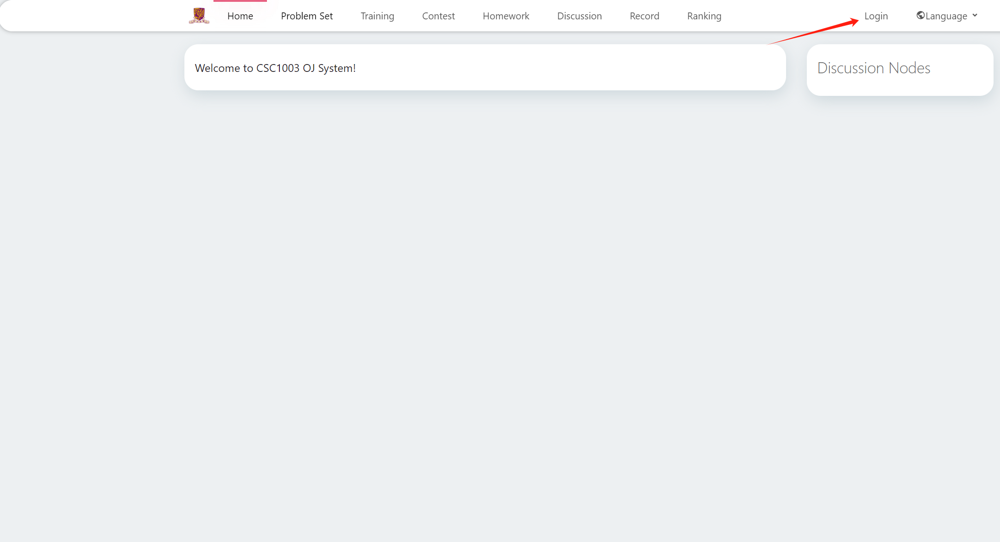 Home Problem Set Training Contest Homework Discussion Record Ranking Login Language
Welcome to CSC1003 OJ System!
Discussion Nodes